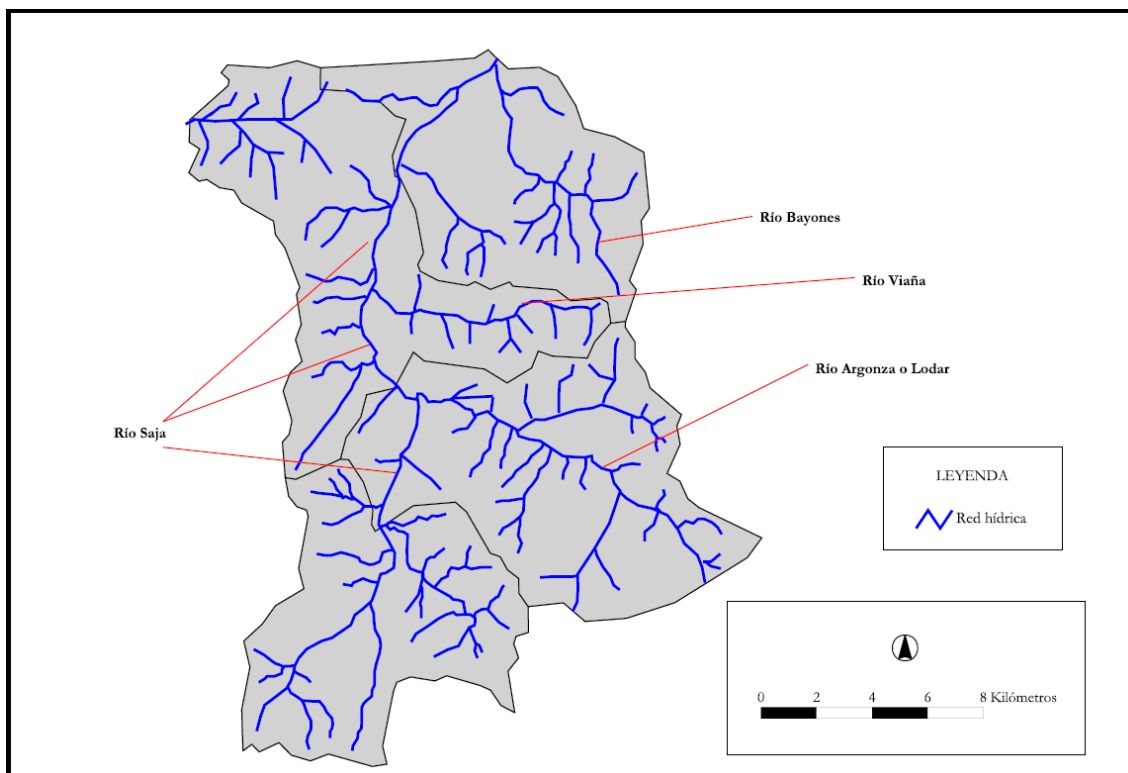 Río Bayones
Río Viaña
Río Argonza o Lodar
Río Saja
LEYENDA
Red hídrica
0 2 4 6 8 Kilómetros